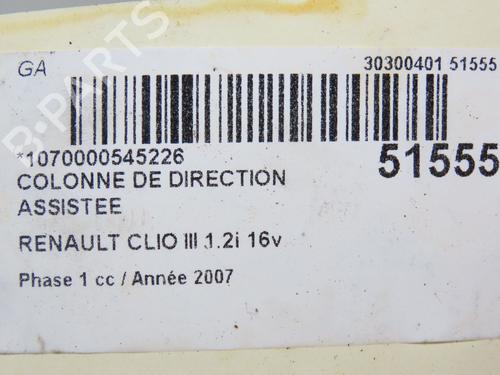 GA 30300401 51555
*1070000545226 51555
COLONNE DE DIRECTION
ASSISTEE
RENAULT CLIO III 1.2i 16v
Phase 1 cc / Année 2007
B-PARTS